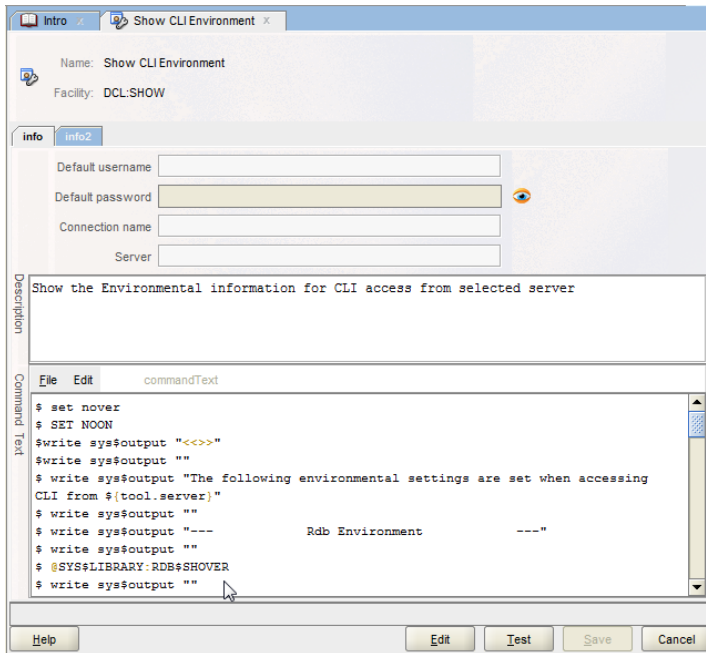 Intro x Show CLI Environment x
Name: Show CLI Environment
Facility: DCL:SHOW
info info2
Default username
Default password
Connection name
Server
Description
Show the Environmental information for CLI access from selected server
Command Text
File Edit commandText
$ set nover
$ SET NOON
$write sys$output "<<>>"
$write sys$output ""
$ write sys$output "The following environmental settings are set when accessing
CLI from ${tool.server}"
$ write sys$output ""
$ write sys$output "--- Rdb Environment ---"
$ write sys$output ""
$ @SYS$LIBRARY:RDB$SHOVER
$ write sys$output ""
Help Edit Test Save Cancel